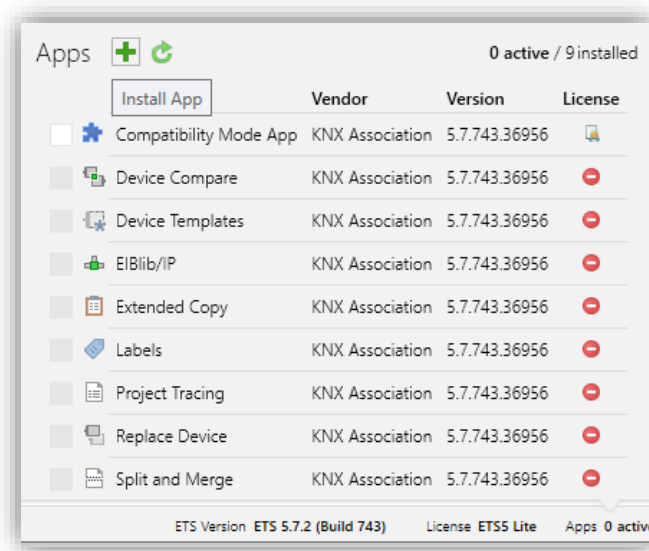 Apps 0 active / 9 installed
Install App Vendor Version License
Compatibility Mode App KNX Association 5.7.743.36956
Device Compare KNX Association 5.7.743.36956
Device Templates KNX Association 5.7.743.36956
EIBlib/IP KNX Association 5.7.743.36956
Extended Copy KNX Association 5.7.743.36956
Labels KNX Association 5.7.743.36956
Project Tracing KNX Association 5.7.743.36956
Replace Device KNX Association 5.7.743.36956
Split and Merge KNX Association 5.7.743.36956
ETS Version ETS 5.7.2 (Build 743) License ETS5 Lite Apps 0 active